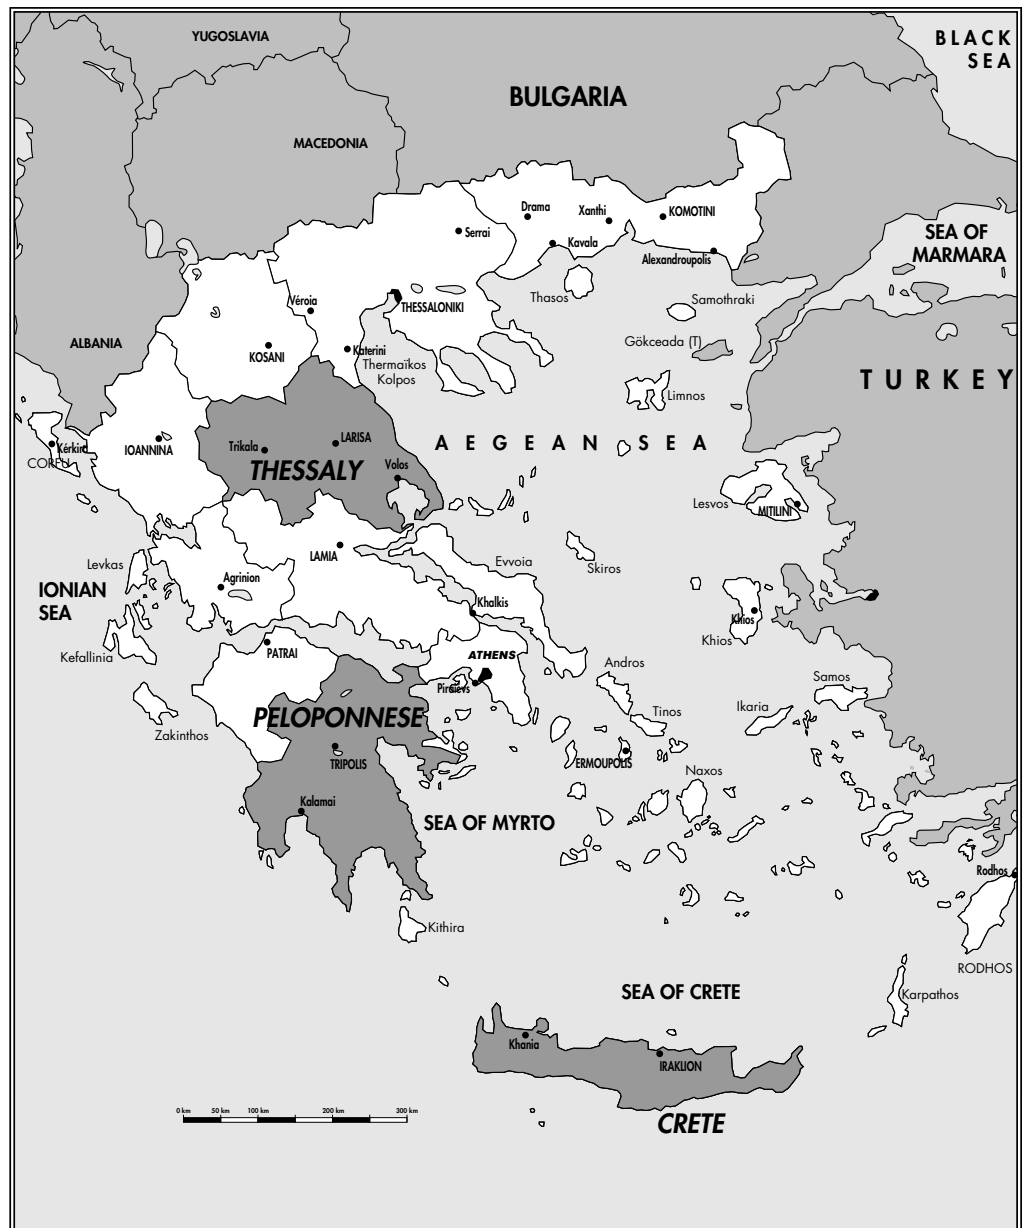 YUGOSLAVIA
BLACK
SEA
BULGARIA
MACEDONIA
Drama
Xanthi
KOMOTINI
Serrai
Kavala
SEA OF
MARMARA
Alexandroupolis
Thasos
Samothraki
Véroia
THESSALONIKI
ALBANIA
KOSANI
Katerini
Thermaïkos
Kolpos
Gökceada (T)
TURKEY
Limnos
Kérkira
CORFU
IOANNINA
Trikala
LARISA
AEGEAN SEA
THESSALY
Volos
Lesvos
MITILINI
Levkas
LAMIA
Evvoia
Skiros
IONIAN
SEA
Agrinion
Khalkis
Khios
Khios
Kefallinia
PATRAI
ATHENS
Piraievs
Andros
Samos
Zakinthos
PELOPONNESE
Tinos
Ikaria
TRIPOLIS
ERMOUPOLIS
Naxos
Kalamai
SEA OF MYRTO
Rodhos
Kithira
RODHOS
SEA OF CRETE
Karpathos
Khania
IRAKLION
CRETE
0 km 50 km 100 km 200 km 300 km